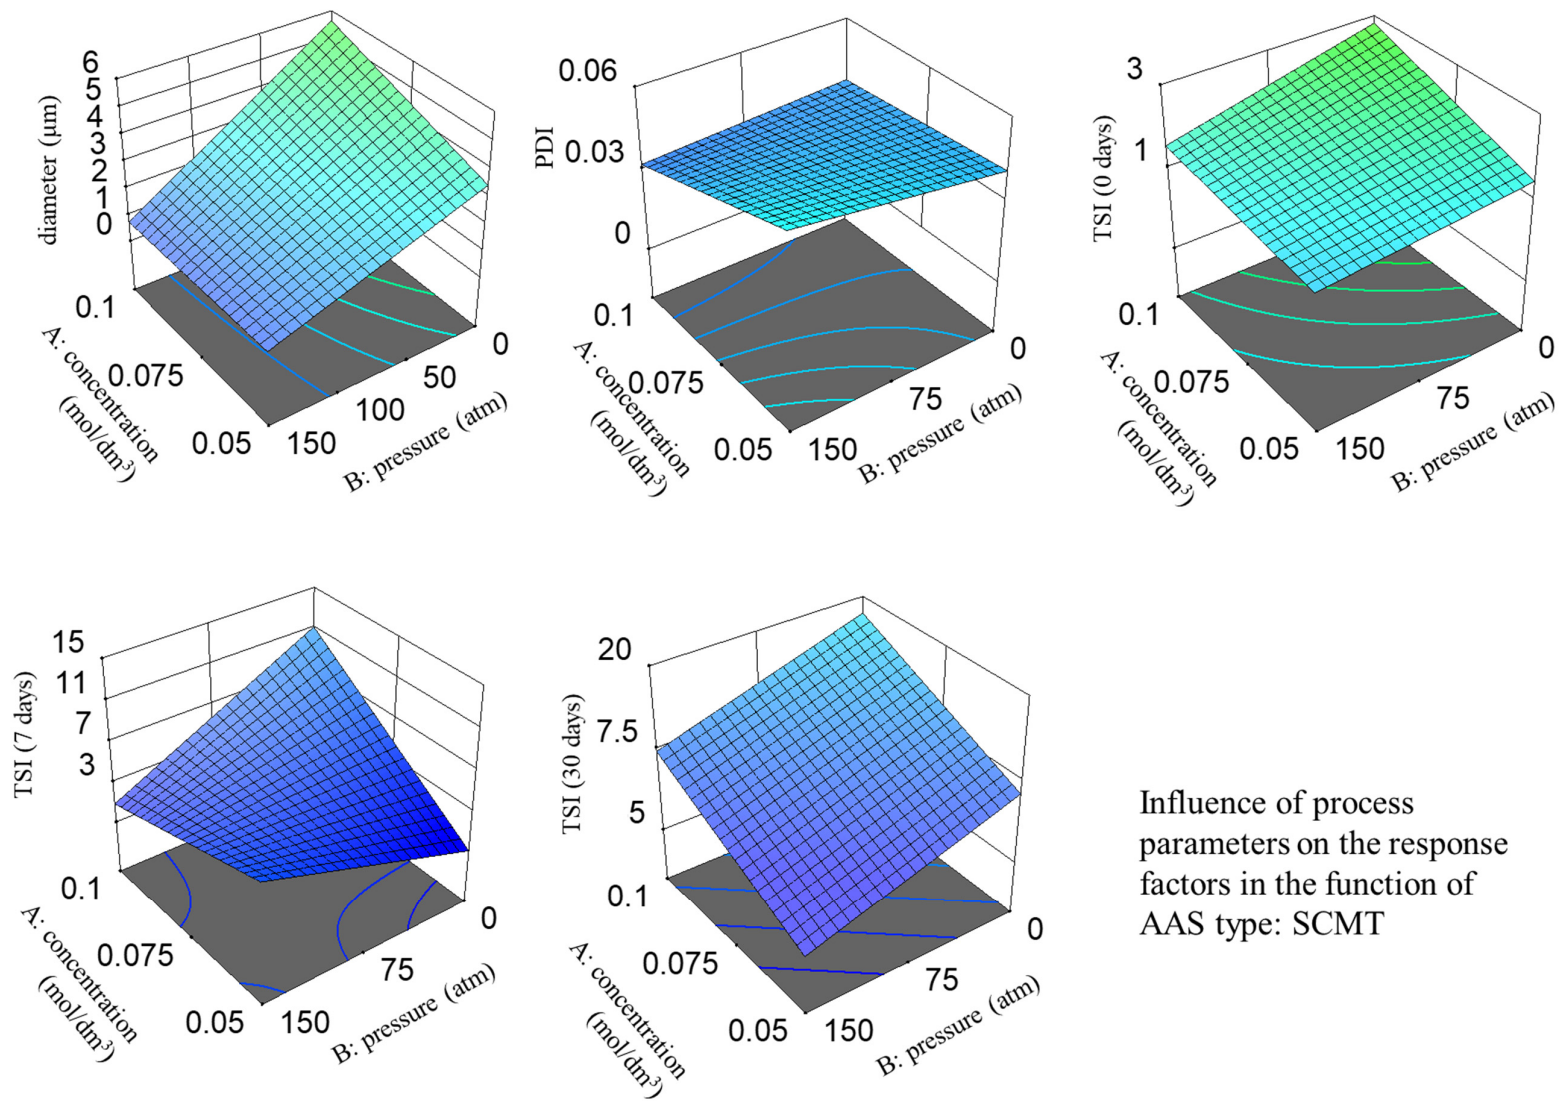 6
5
4
3
2
1
0
diameter (μm)
0.1
0.075
0.05
A: concentration
(mol/dm³)
150
100
50
0
B: pressure (atm)
0.06
0.03
0
PDI
0.1
0.075
0.05
A: concentration
(mol/dm³)
150
75
0
B: pressure (atm)
3
1
TSI (0 days)
0.1
0.075
0.05
A: concentration
(mol/dm³)
150
75
0
B: pressure (atm)
15
11
7
3
TSI (7 days)
0.1
0.075
0.05
A: concentration
(mol/dm³)
150
75
0
B: pressure (atm)
20
7.5
5
TSI (30 days)
0.1
0.075
0.05
A: concentration
(mol/dm³)
150
75
0
B: pressure (atm)
Influence of process
parameters on the response
factors in the function of
AAS type: SCMT